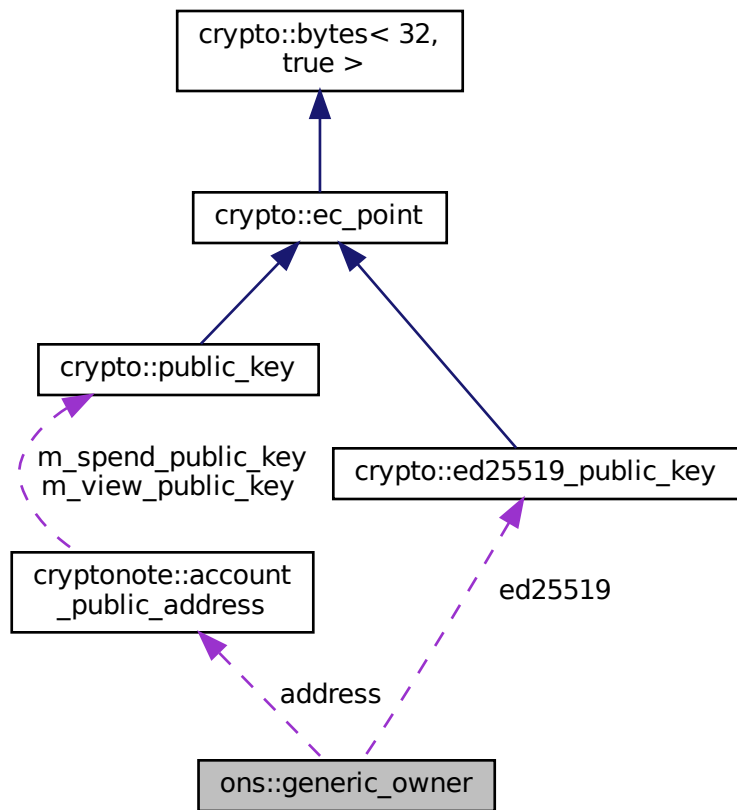 crypto::bytes< 32,
true >
crypto::ec_point
crypto::public_key
m_spend_public_key
m_view_public_key
crypto::ed25519_public_key
cryptonote::account
_public_address
ed25519
address
ons::generic_owner